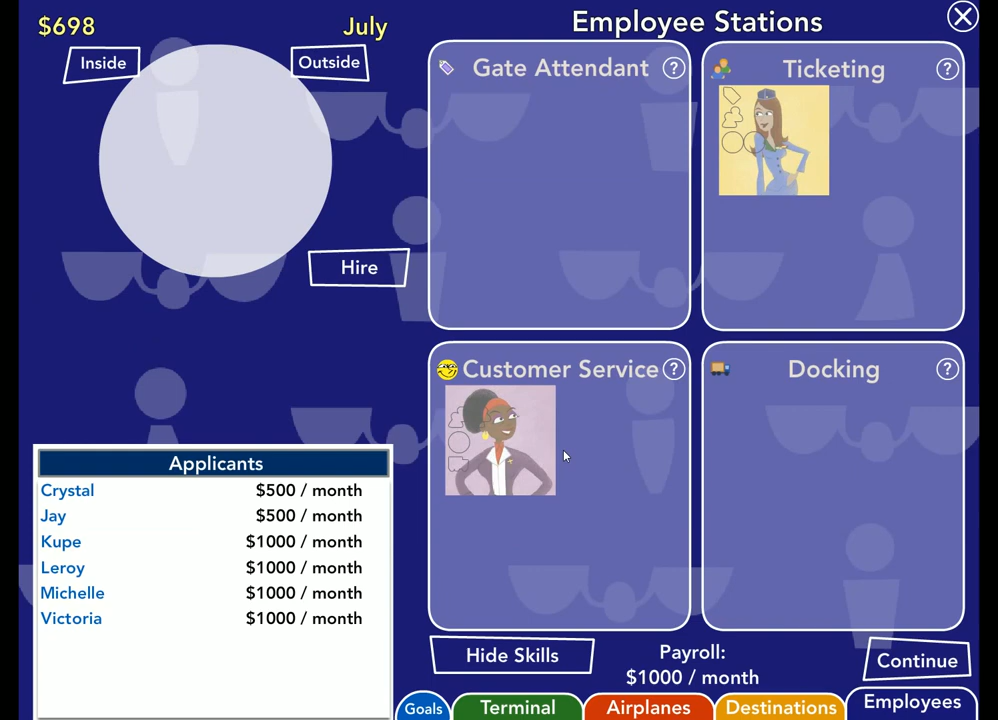 $698
July
Employee Stations
Inside
Outside
Gate Attendant ?
Ticketing ?
Hire
Customer Service ?
Docking ?
Applicants
Crystal $500 / month
Jay $500 / month
Kupe $1000 / month
Leroy $1000 / month
Michelle $1000 / month
Victoria $1000 / month
Hide Skills
Payroll:
$1000 / month
Continue
Goals
Terminal
Airplanes
Destinations
Employees